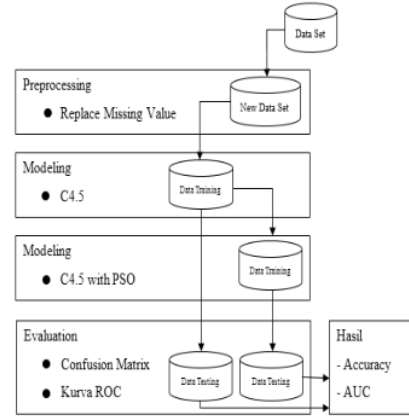 Data Set
Preprocessing
● Replace Missing Value
New Data Set
Modeling
● C4.5
Data Training
Modeling
● C4.5 with PSO
Data Training
Evaluation
● Confusion Matrix
● Kurva ROC
Data Testing
Data Testing
Hasil
- Accuracy
- AUC